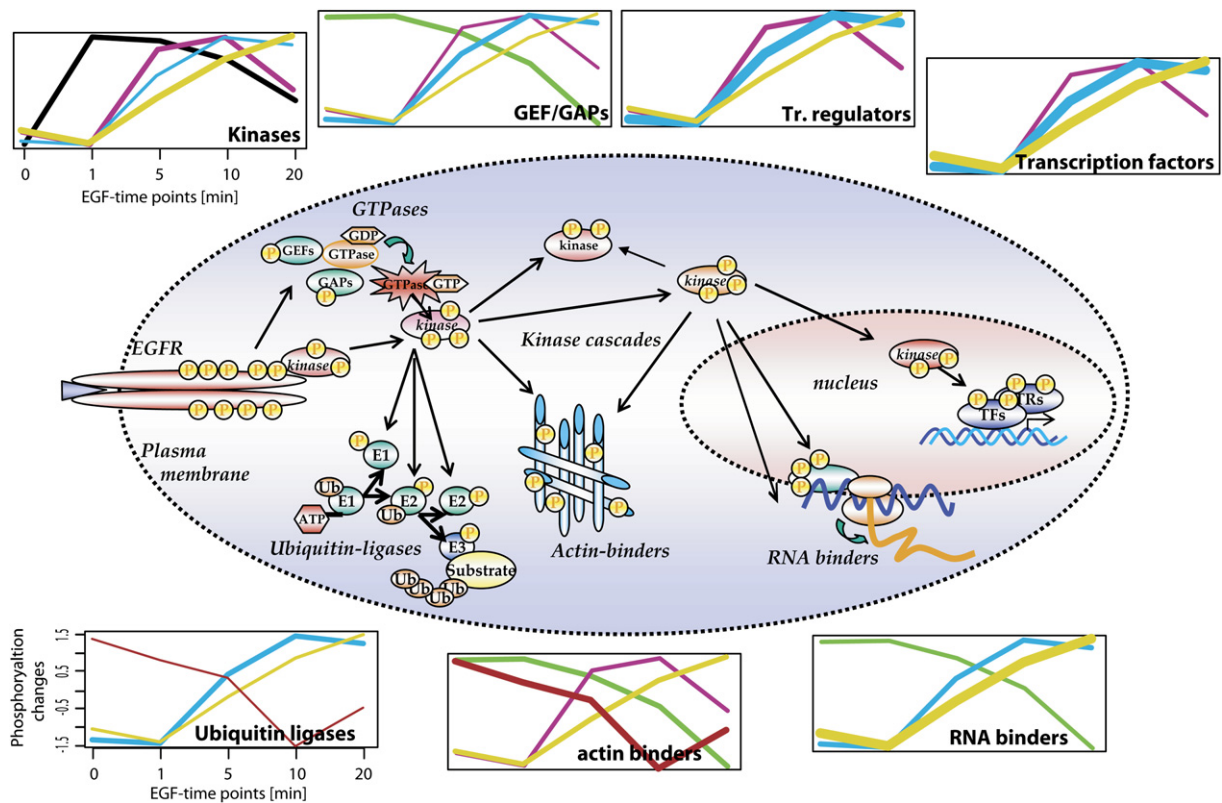 Kinases
0 1 5 10 20
EGF-time points [min]
GEF/GAPs
Tr. regulators
Transcription factors
GTPases
GDP
P GEFs GTPase
GAPs
P
GTPase GTP
P
kinase
P P
P P
kinase
P
kinase P
P
Kinase cascades
EGFR
P P P P P
P
kinase
P
P P P P
Plasma
membrane
nucleus
kinase P
P
P P
P P TRs
TFs
P
E1
Ub
E1
ATP
P
E2
Ub
E2 P
P
E3
Substrate
Ub Ub Ub Ub
Ubiquitin-ligases
P P
P P
Actin-binders
P P
P
RNA binders
Phosphoryaltion
changes
1.5
0.5
-0.5
-1.5
Ubiquitin ligases
0 1 5 10 20
EGF-time points [min]
actin binders
RNA binders